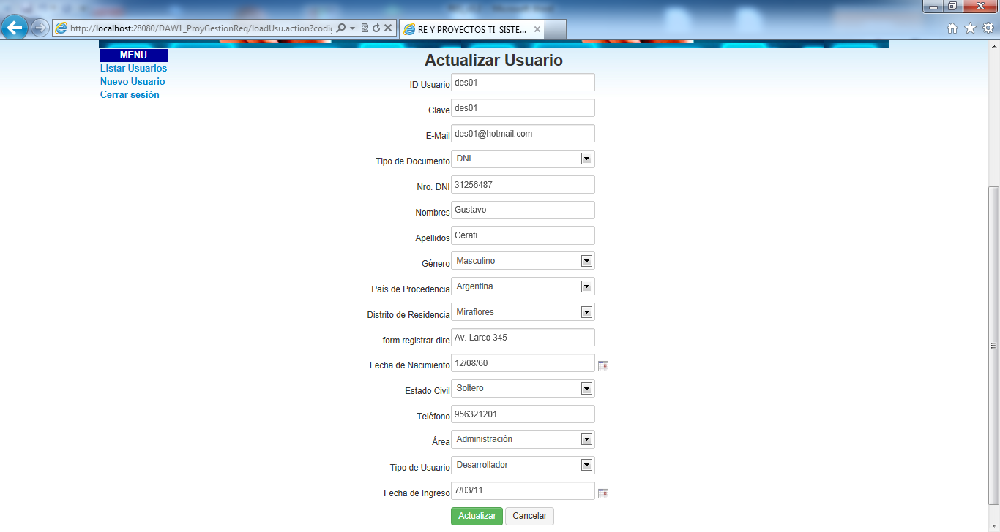 http://localhost:28080/DAW1_ProyGestionReq/loadUsu.action?codig
RE Y PROYECTOS TI SISTE...
MENU
Listar Usuarios
Nuevo Usuario
Cerrar sesión
Actualizar Usuario
ID Usuario des01
Clave des01
E-Mail des01@hotmail.com
Tipo de Documento DNI
Nro. DNI 31256487
Nombres Gustavo
Apellidos Cerati
Género Masculino
País de Procedencia Argentina
Distrito de Residencia Miraflores
form.registrar.dire Av. Larco 345
Fecha de Nacimiento 12/08/60
Estado Civil Soltero
Teléfono 956321201
Área Administración
Tipo de Usuario Desarrollador
Fecha de Ingreso 7/03/11
Actualizar Cancelar